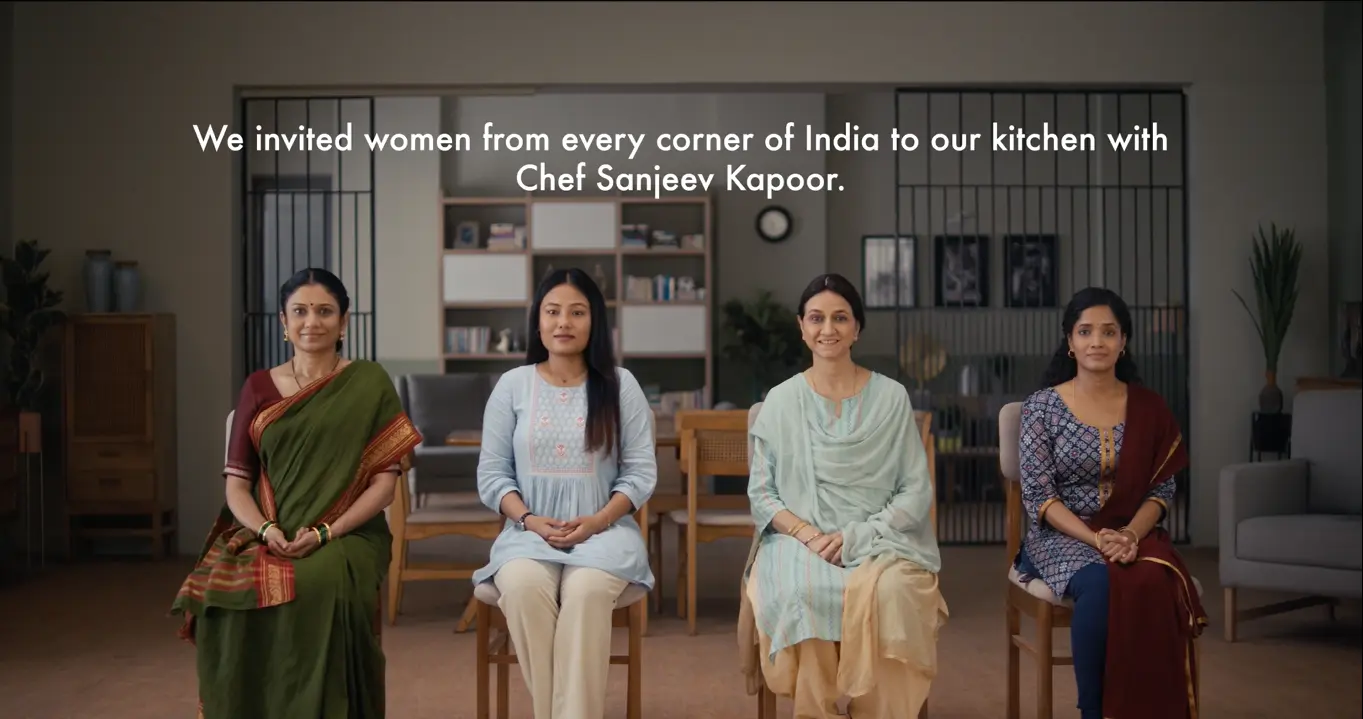 We invited women from every corner of India to our kitchen with
Chef Sanjeev Kapoor.